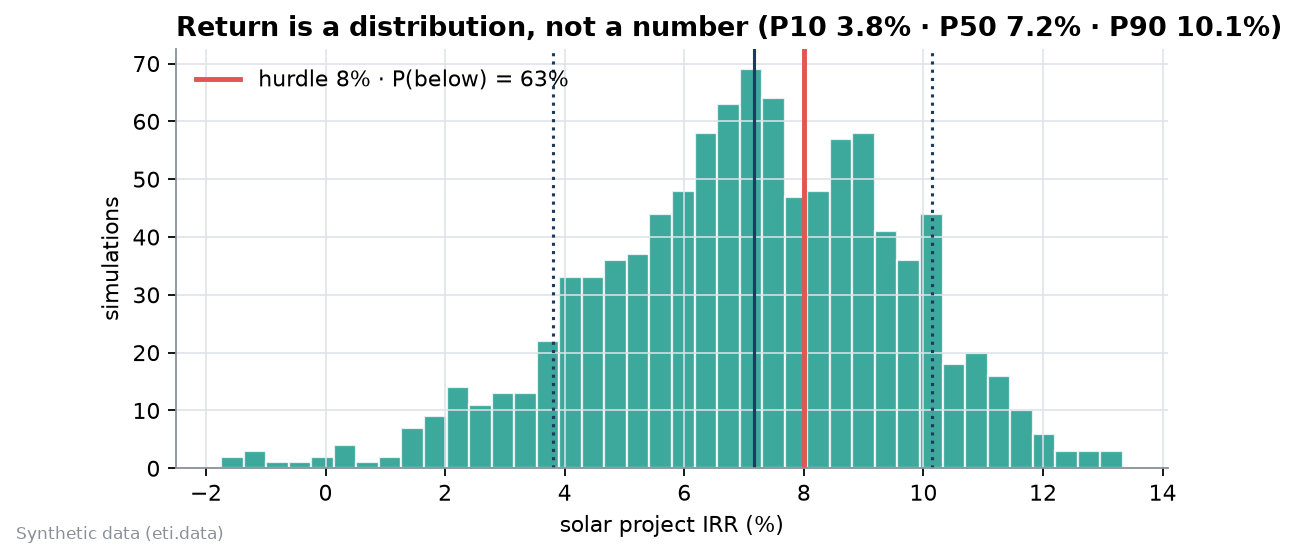 Return is a distribution, not a number (P10 3.8% · P50 7.2% · P90 10.1%)
hurdle 8% · P(below) = 63%
simulations
70
60
50
40
30
20
10
0
−2 0 2 4 6 8 10 12 14
solar project IRR (%)
Synthetic data (eti.data)